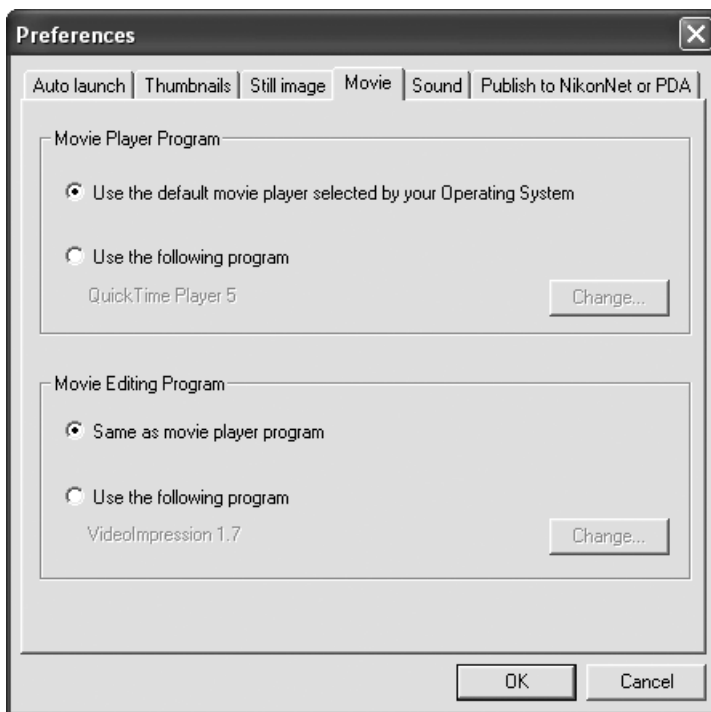 Preferences
Auto launch Thumbnails Still image Movie Sound Publish to NikonNet or PDA
Movie Player Program
Use the default movie player selected by your Operating System
Use the following program
QuickTime Player 5 Change...
Movie Editing Program
Same as movie player program
Use the following program
VideoImpression 1.7 Change...
OK Cancel